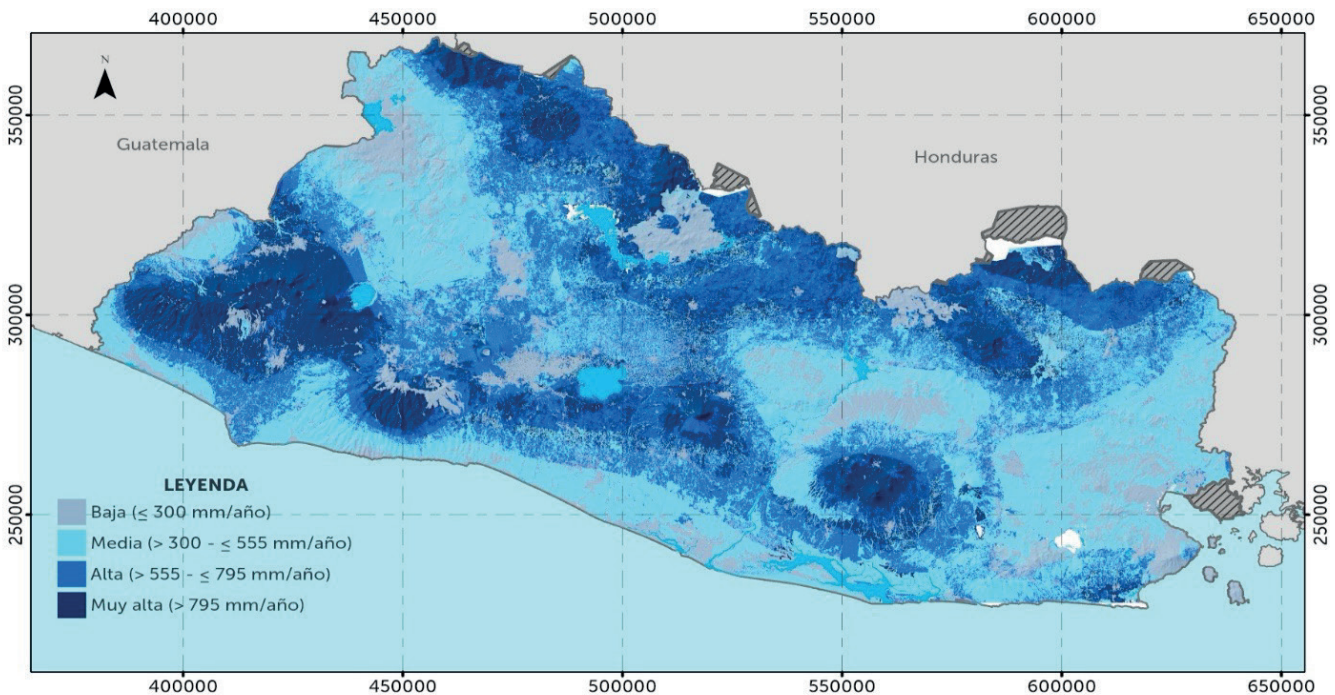 400000 450000 500000 550000 600000 650000
N
350000 350000
Guatemala Honduras
300000 300000
LEYENDA
Baja (≤ 300 mm/año)
250000 250000
Media (> 300 - ≤ 555 mm/año)
Alta (> 555 - ≤ 795 mm/año)
Muy alta (> 795 mm/año)
400000 450000 500000 550000 600000 650000